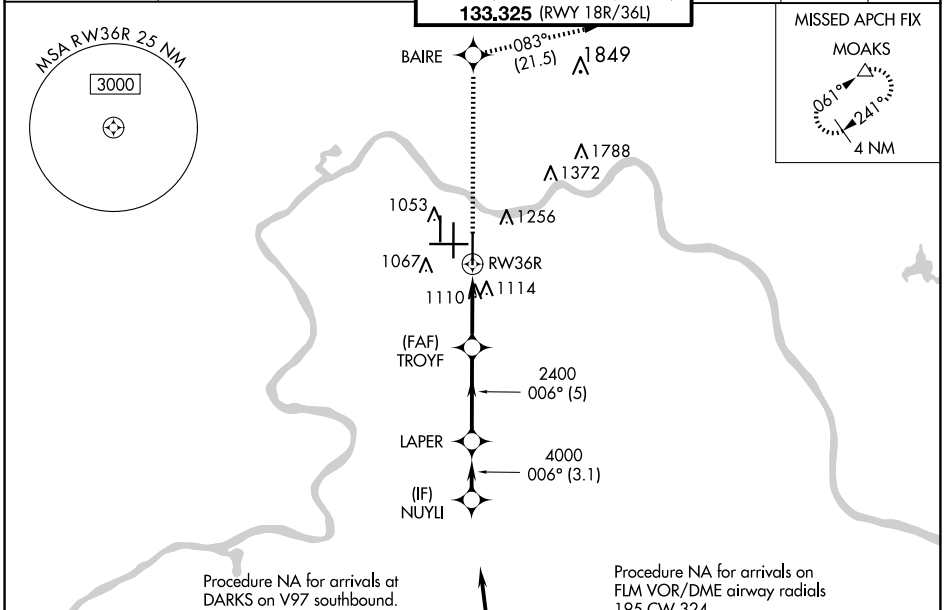 133.325 (RWY 18R/36L)
MISSED APCH FIX
MOAKS
061°
241°
4 NM
MSA RW36R 25 NM
3000
BAIRE
083°
(21.5)
1849
1788
1372
1053
1256
1067
RW36R
1110
1114
(FAF)
TROYF
2400
006° (5)
LAPER
4000
006° (3.1)
(IF)
NUYLI
Procedure NA for arrivals at
DARKS on V97 southbound.
Procedure NA for arrivals on
FLM VOR/DME airway radials
195 CW 324